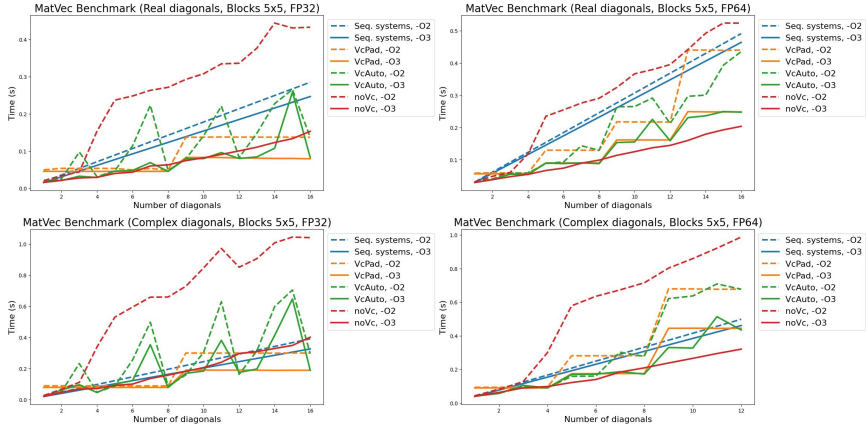 MatVec Benchmark (Real diagonals, Blocks 5x5, FP32)
Time (s)
0.4
0.3
0.2
0.1
0.0
2 4 6 8 10 12 14 16
Number of diagonals
Seq. systems, -O2
Seq. systems, -O3
VcPad, -O2
VcPad, -O3
VcAuto, -O2
VcAuto, -O3
noVc, -O2
noVc, -O3
MatVec Benchmark (Real diagonals, Blocks 5x5, FP64)
Time (s)
0.5
0.4
0.3
0.2
0.1
2 4 6 8 10 12 14 16
Number of diagonals
Seq. systems, -O2
Seq. systems, -O3
VcPad, -O2
VcPad, -O3
VcAuto, -O2
VcAuto, -O3
noVc, -O2
noVc, -O3
MatVec Benchmark (Complex diagonals, Blocks 5x5, FP32)
Time (s)
1.0
0.8
0.6
0.4
0.2
0.0
2 4 6 8 10 12 14 16
Number of diagonals
Seq. systems, -O2
Seq. systems, -O3
VcPad, -O2
VcPad, -O3
VcAuto, -O2
VcAuto, -O3
noVc, -O2
noVc, -O3
MatVec Benchmark (Complex diagonals, Blocks 5x5, FP64)
Time (s)
1.0
0.8
0.6
0.4
0.2
0.0
2 4 6 8 10 12
Number of diagonals
Seq. systems, -O2
Seq. systems, -O3
VcPad, -O2
VcPad, -O3
VcAuto, -O2
VcAuto, -O3
noVc, -O2
noVc, -O3